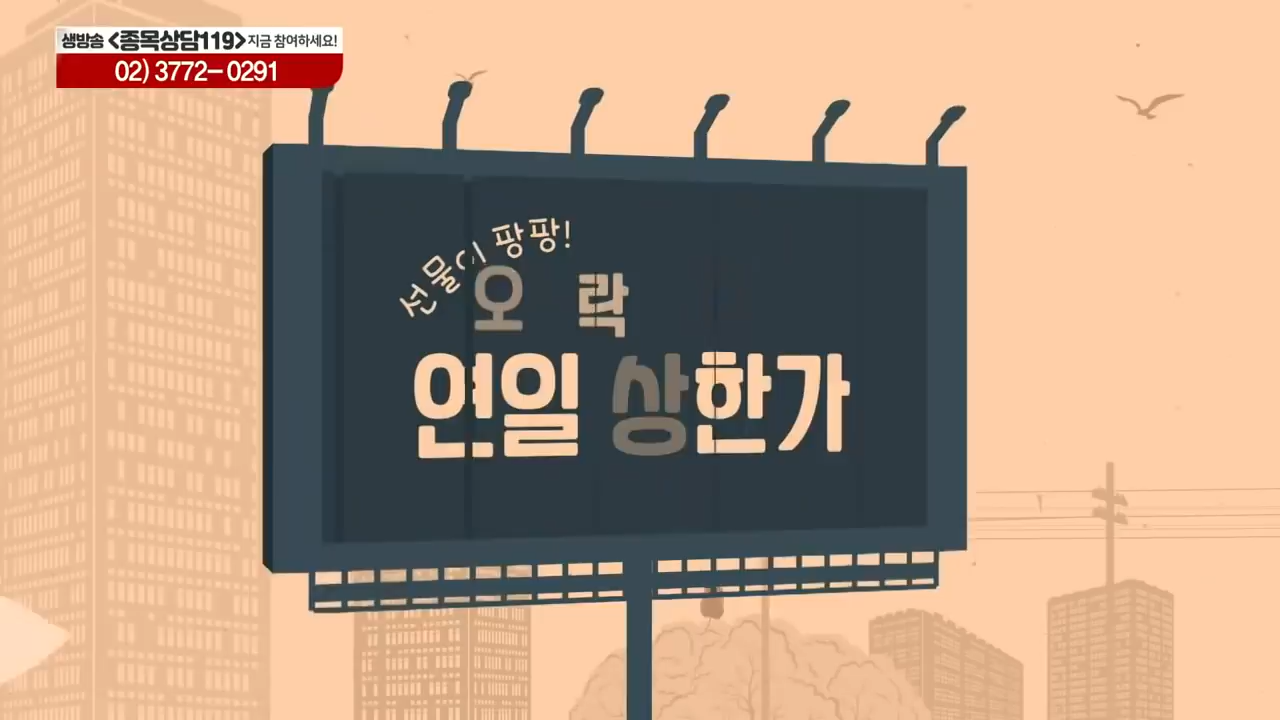 생방송 <종목상담119> 지금 참여하세요!
02) 3772-0291
선물이 팡팡!
오 락
연일 상한가